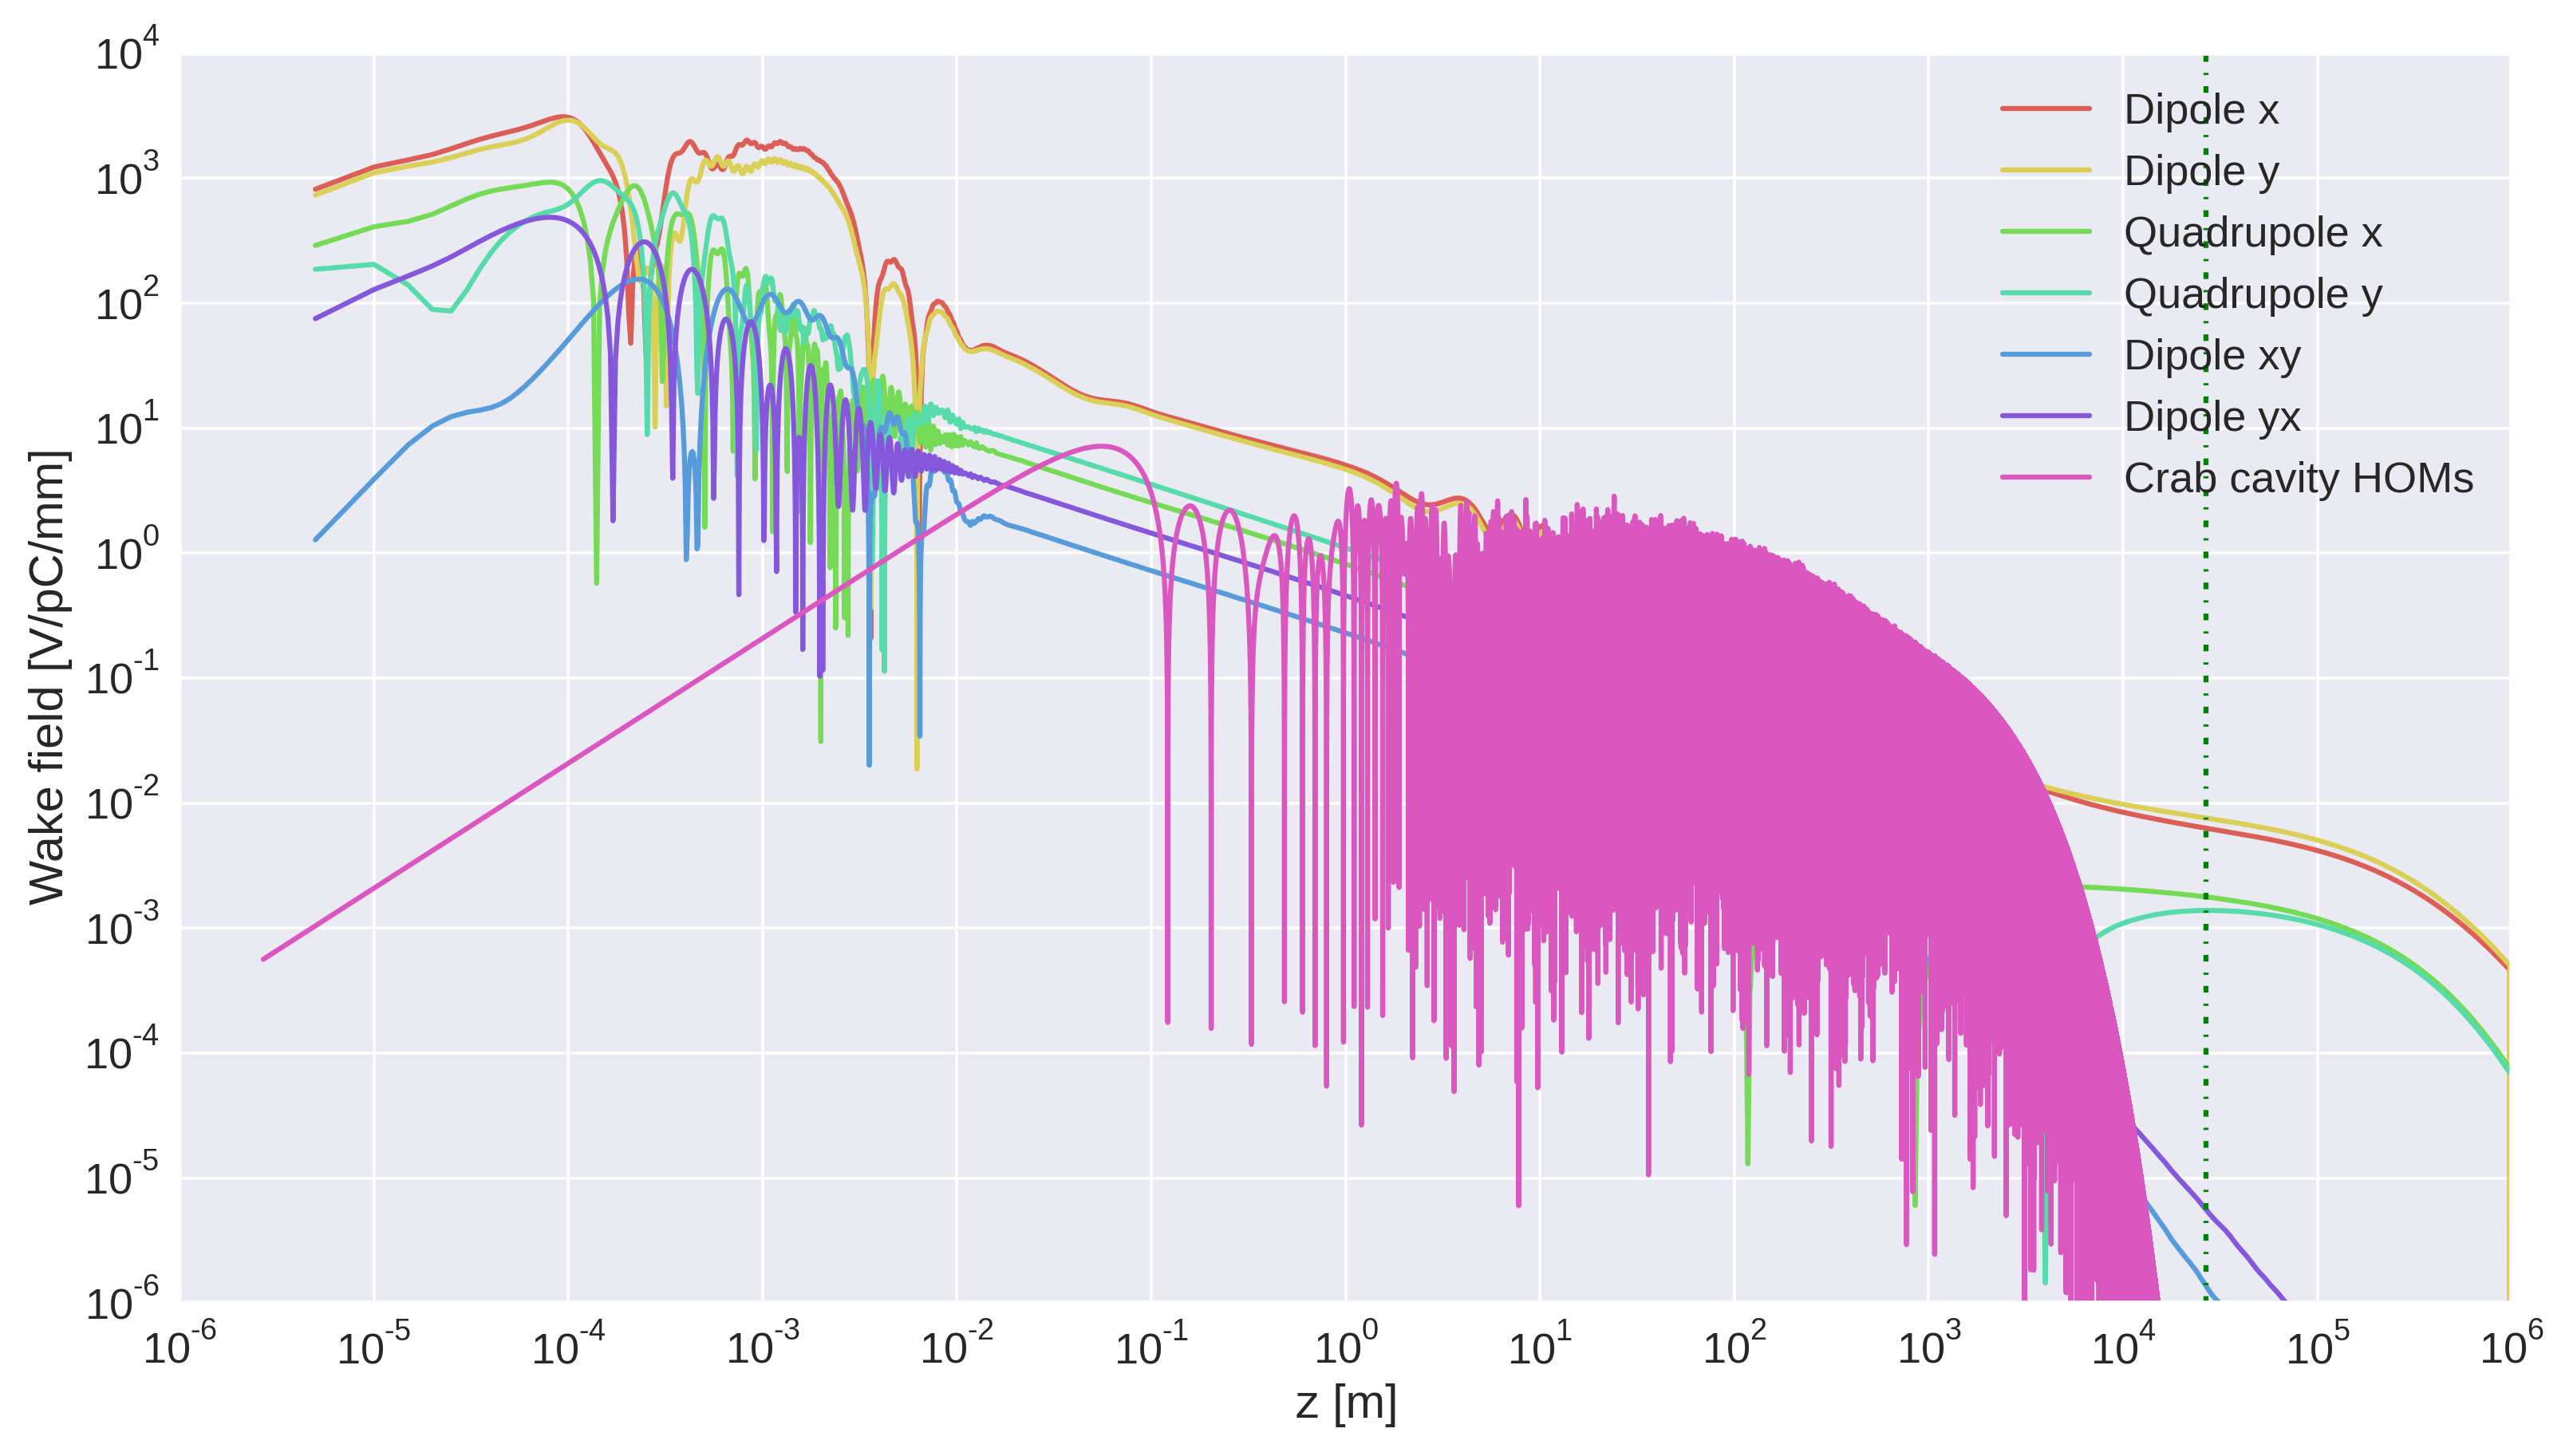 10^4
10^3
10^2
10^1
10^0
10^-1
10^-2
10^-3
10^-4
10^-5
10^-6
Wake field [V/pC/mm]
Dipole x
Dipole y
Quadrupole x
Quadrupole y
Dipole xy
Dipole yx
Crab cavity HOMs
10^-6 10^-5 10^-4 10^-3 10^-2 10^-1 10^0 10^1 10^2 10^3 10^4 10^5 10^6
z [m]